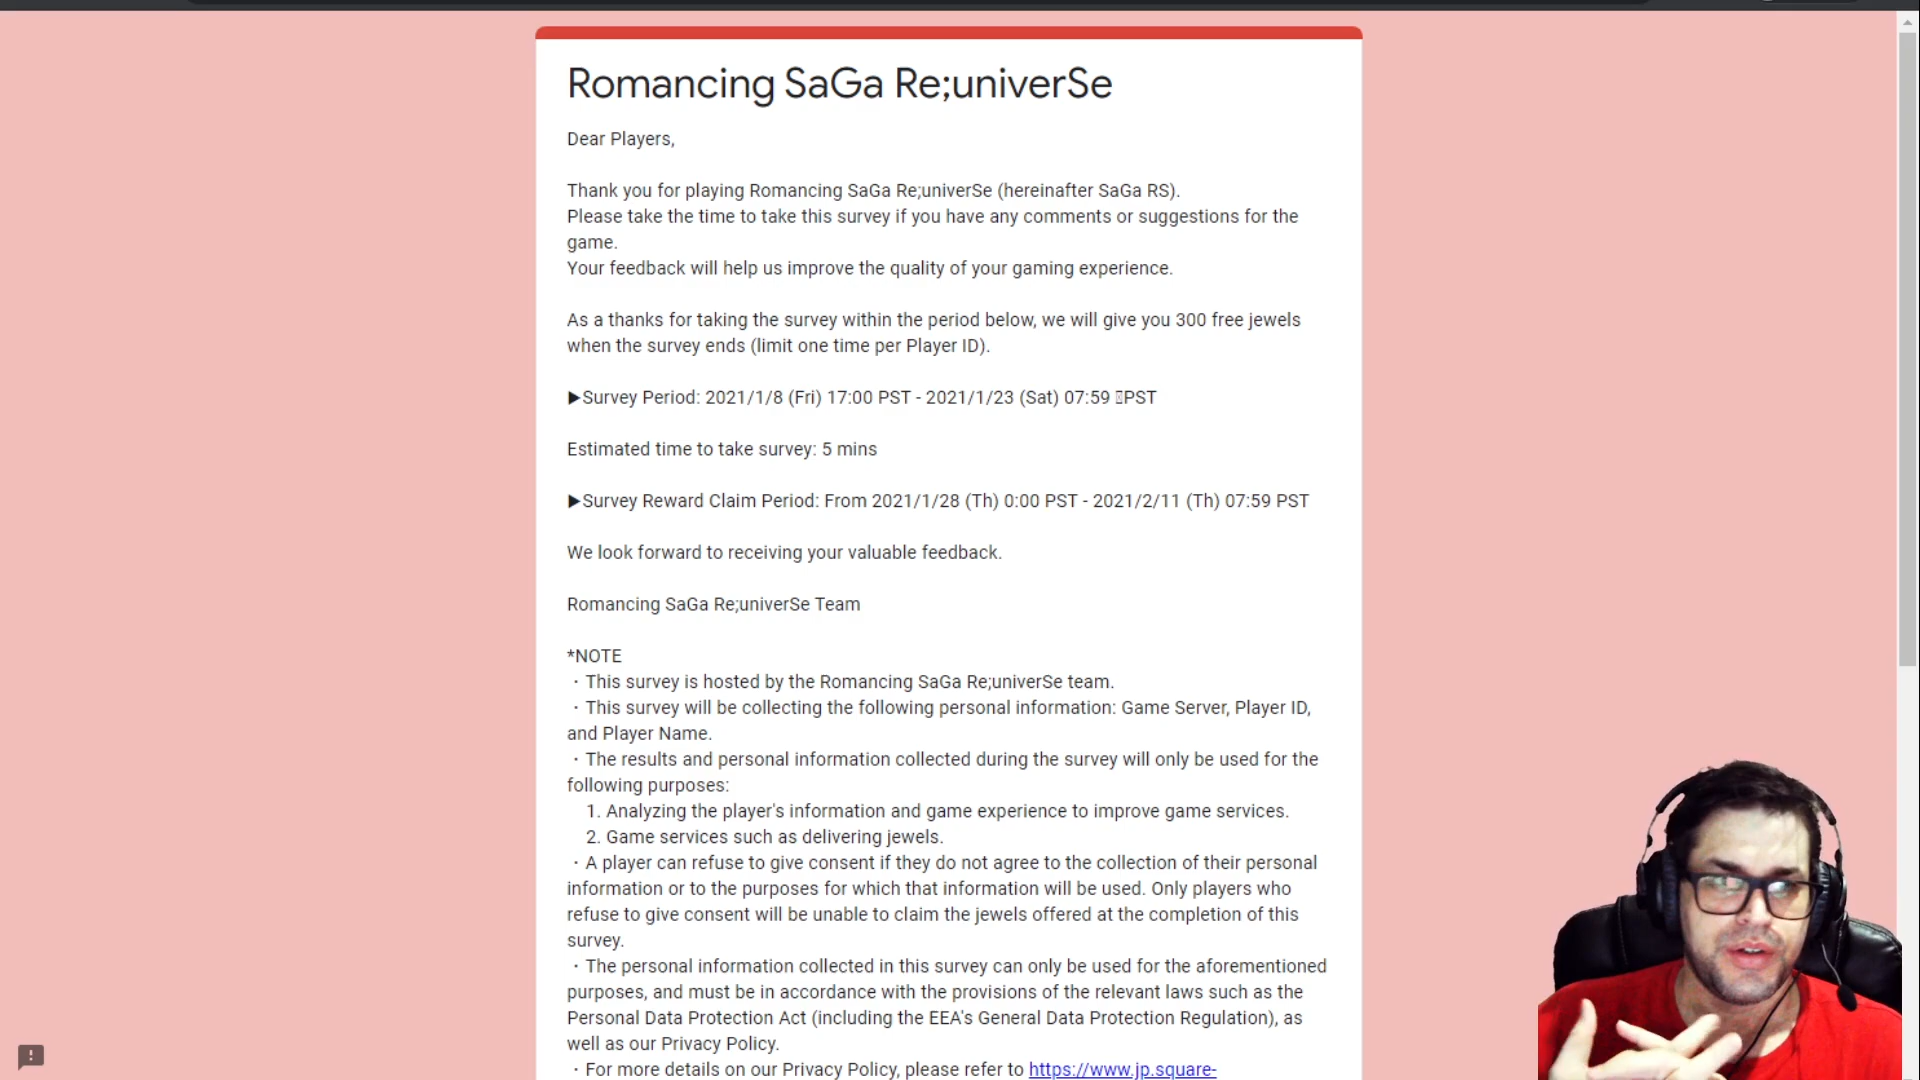 Romancing SaGa Re;univerSe
Dear Players,
Thank you for playing Romancing SaGa Re;univerSe (hereinafter SaGa RS).
Please take the time to take this survey if you have any comments or suggestions for the
game.
Your feedback will help us improve the quality of your gaming experience.
As a thanks for taking the survey within the period below, we will give you 300 free jewels
when the survey ends (limit one time per Player ID).
▶Survey Period: 2021/1/8 (Fri) 17:00 PST - 2021/1/23 (Sat) 07:59 PST
Estimated time to take survey: 5 mins
▶Survey Reward Claim Period: From 2021/1/28 (Th) 0:00 PST - 2021/2/11 (Th) 07:59 PST
We look forward to receiving your valuable feedback.
Romancing SaGa Re;univerSe Team
*NOTE
・This survey is hosted by the Romancing SaGa Re;univerSe team.
・This survey will be collecting the following personal information: Game Server, Player ID,
and Player Name.
・The results and personal information collected during the survey will only be used for the
following purposes:
1. Analyzing the player's information and game experience to improve game services.
2. Game services such as delivering jewels.
・A player can refuse to give consent if they do not agree to the collection of their personal
information or to the purposes for which that information will be used. Only players who
refuse to give consent will be unable to claim the jewels offered at the completion of this
survey.
・The personal information collected in this survey can only be used for the aforementioned
purposes, and must be in accordance with the provisions of the relevant laws such as the
Personal Data Protection Act (including the EEA's General Data Protection Regulation), as
well as our Privacy Policy.
・For more details on our Privacy Policy, please refer to https://www.jp.square-